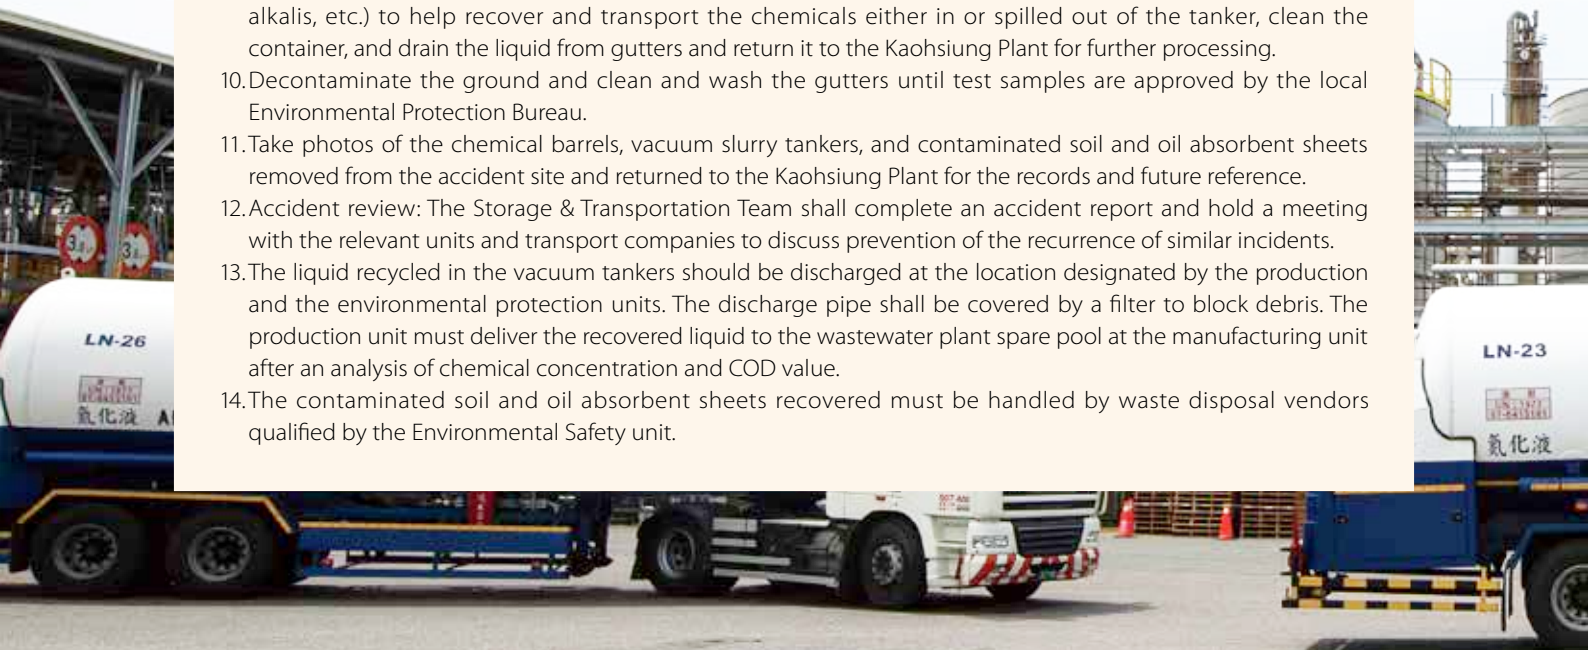 alkalis, etc.) to help recover and transport the chemicals either in or spilled out of the tanker, clean the
container, and drain the liquid from gutters and return it to the Kaohsiung Plant for further processing.
10. Decontaminate the ground and clean and wash the gutters until test samples are approved by the local
Environmental Protection Bureau.
11. Take photos of the chemical barrels, vacuum slurry tankers, and contaminated soil and oil absorbent sheets
removed from the accident site and returned to the Kaohsiung Plant for the records and future reference.
12. Accident review: The Storage & Transportation Team shall complete an accident report and hold a meeting
with the relevant units and transport companies to discuss prevention of the recurrence of similar incidents.
13. The liquid recycled in the vacuum tankers should be discharged at the location designated by the production
and the environmental protection units. The discharge pipe shall be covered by a filter to block debris. The
production unit must deliver the recovered liquid to the wastewater plant spare pool at the manufacturing unit
after an analysis of chemical concentration and COD value.
14. The contaminated soil and oil absorbent sheets recovered must be handled by waste disposal vendors
qualified by the Environmental Safety unit.
LN-26
氰化液
LN-23
氰化液